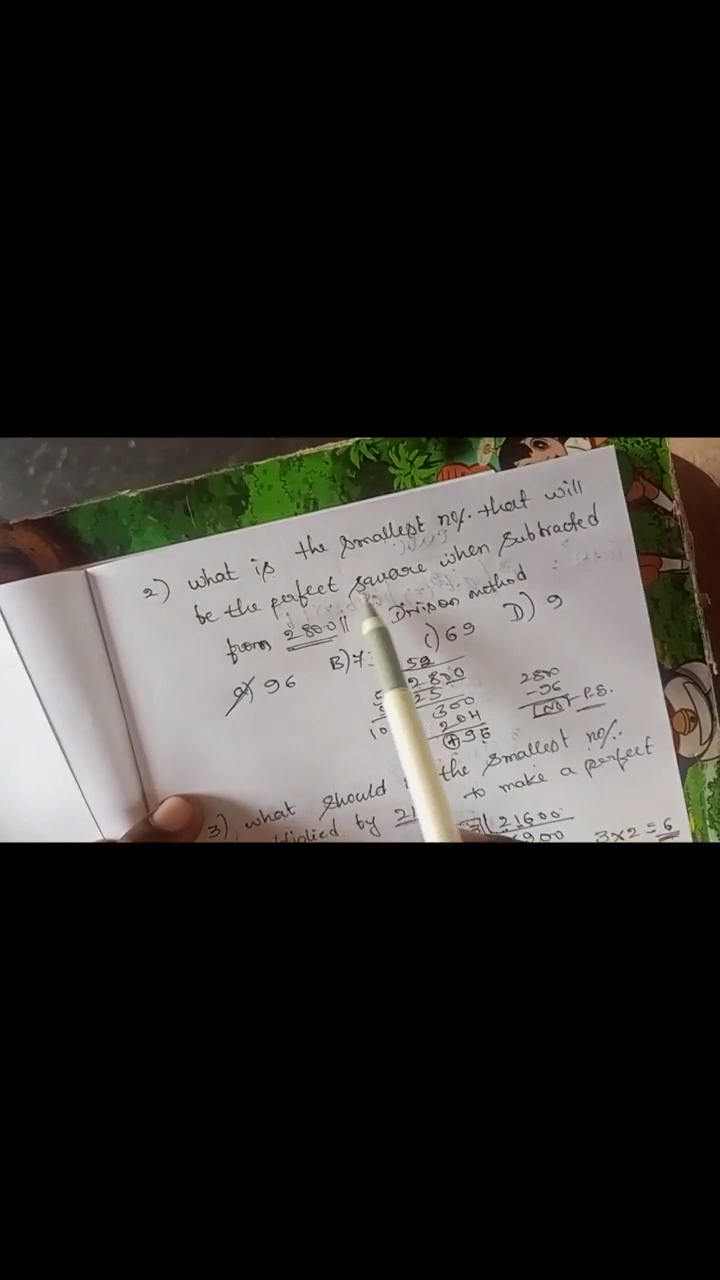 2) what is the smallest no/. that will
be the perfect square when subtracted
from 2800// Division method
a) 96 B) 7 C) 69 D) 9
52
2800
25
300
204
96
2800
-96
NOT P.S.
3) what should the smallest no/.
by 21 to make a perfect
21600
3x2=6